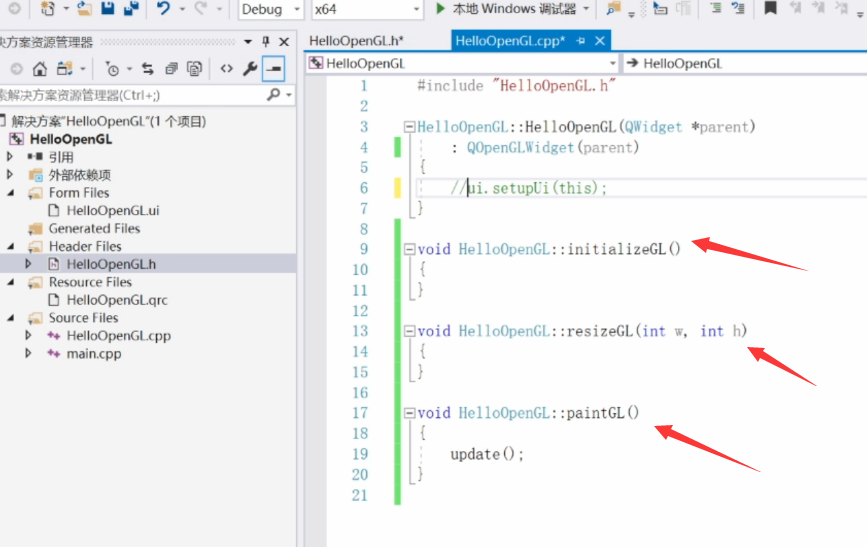 Debug x64 本地 Windows 调试器
决方案资源管理器
索解决方案资源管理器(Ctrl+;)
解决方案"HelloOpenGL"(1 个项目)
HelloOpenGL
引用
外部依赖项
Form Files
HelloOpenGL.ui
Generated Files
Header Files
HelloOpenGL.h
Resource Files
HelloOpenGL.qrc
Source Files
HelloOpenGL.cpp
main.cpp
HelloOpenGL.h* HelloOpenGL.cpp*
HelloOpenGL HelloOpenGL
1 #include "HelloOpenGL.h"
2
3 HelloOpenGL::HelloOpenGL(QWidget *parent)
4 : QOpenGLWidget(parent)
5 {
6 //ui.setupUi(this);
7 }
8
9 void HelloOpenGL::initializeGL()
10 {
11 }
12
13 void HelloOpenGL::resizeGL(int w, int h)
14 {
15 }
16
17 void HelloOpenGL::paintGL()
18 {
19 update();
20 }
21